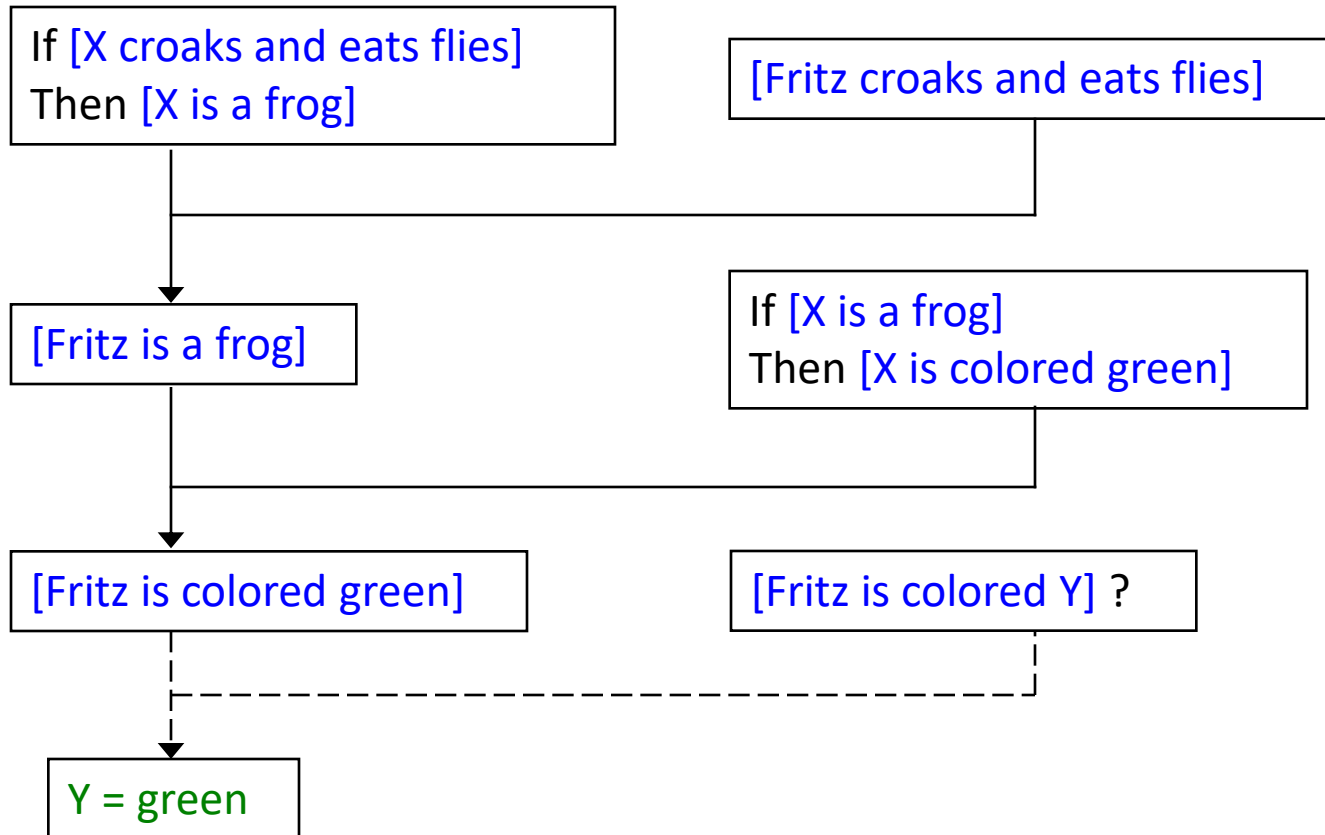 If [X croaks and eats flies]
Then [X is a frog]
[Fritz croaks and eats flies]
[Fritz is a frog]
If [X is a frog]
Then [X is colored green]
[Fritz is colored green]
[Fritz is colored Y] ?
Y = green